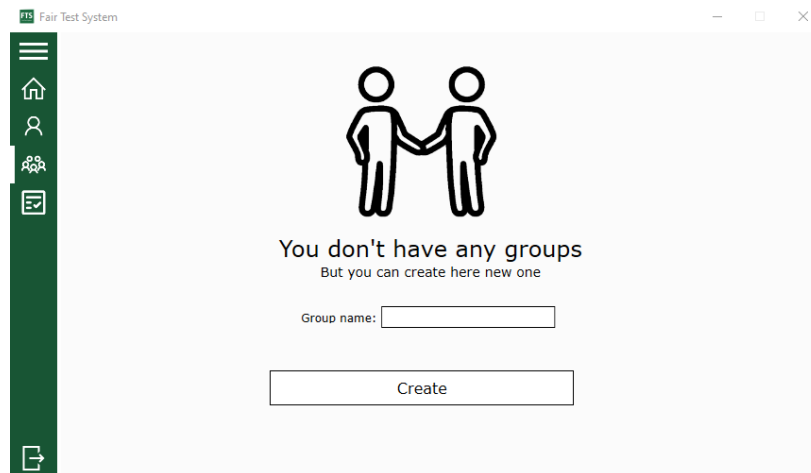 FTS Fair Test System
You don't have any groups
But you can create here new one
Group name:
Create